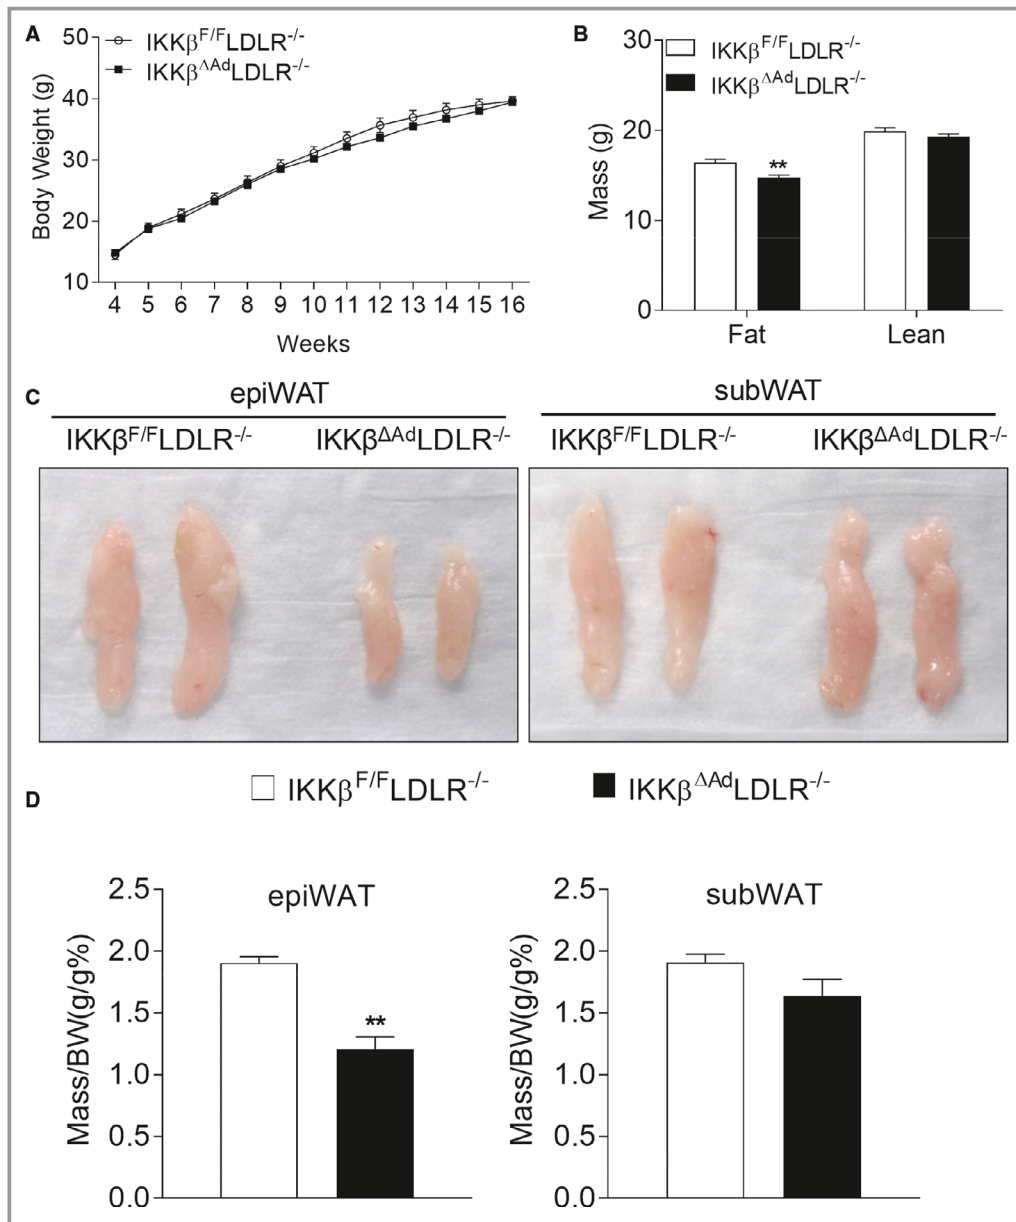 A
50
40
30
20
10
Body Weight (g)
IKKβF/FLDLR-/-
IKKβΔAdLDLR-/-
4 5 6 7 8 9 10 11 12 13 14 15 16
Weeks
B
30
20
10
0
Mass (g)
IKKβF/FLDLR-/-
IKKβΔAdLDLR-/-
**
Fat Lean
C
epiWAT subWAT
IKKβF/FLDLR-/- IKKβΔAdLDLR-/- IKKβF/FLDLR-/- IKKβΔAdLDLR-/-
IKKβF/FLDLR-/- IKKβΔAdLDLR-/-
D
epiWAT
2.5
2.0
1.5
1.0
0.5
0.0
Mass/BW(g/g%)
**
subWAT
2.5
2.0
1.5
1.0
0.5
0.0
Mass/BW(g/g%)